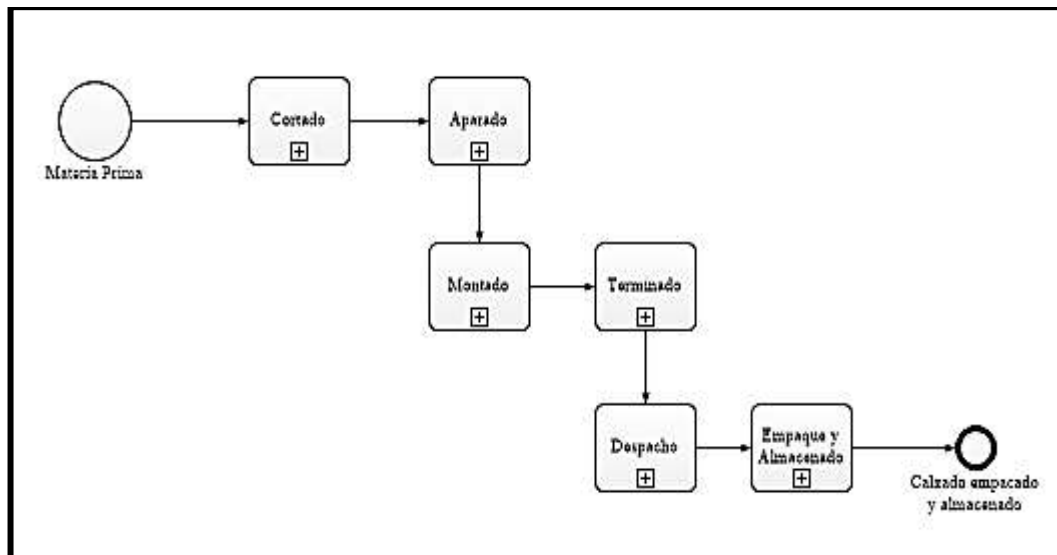 Materia Prima
Cortado
Aparado
Montado
Terminado
Despacho
Empaque y
Almacenado
Calzado empacado
y almacenado